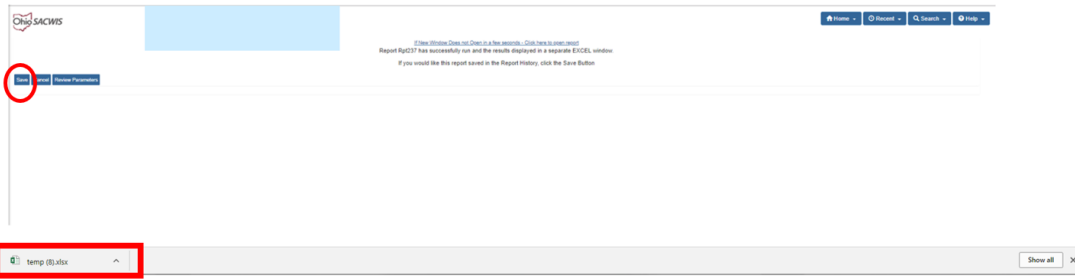 Ohio SACWIS
Home Recent Search Help
If New Window Does not Open in a few seconds - Click here to open report
Report Rpt237 has successfully run and the results displayed in a separate EXCEL window.
If you would like this report saved in the Report History, click the Save Button
Save Cancel Review Parameters
temp (8).xlsx
Show all